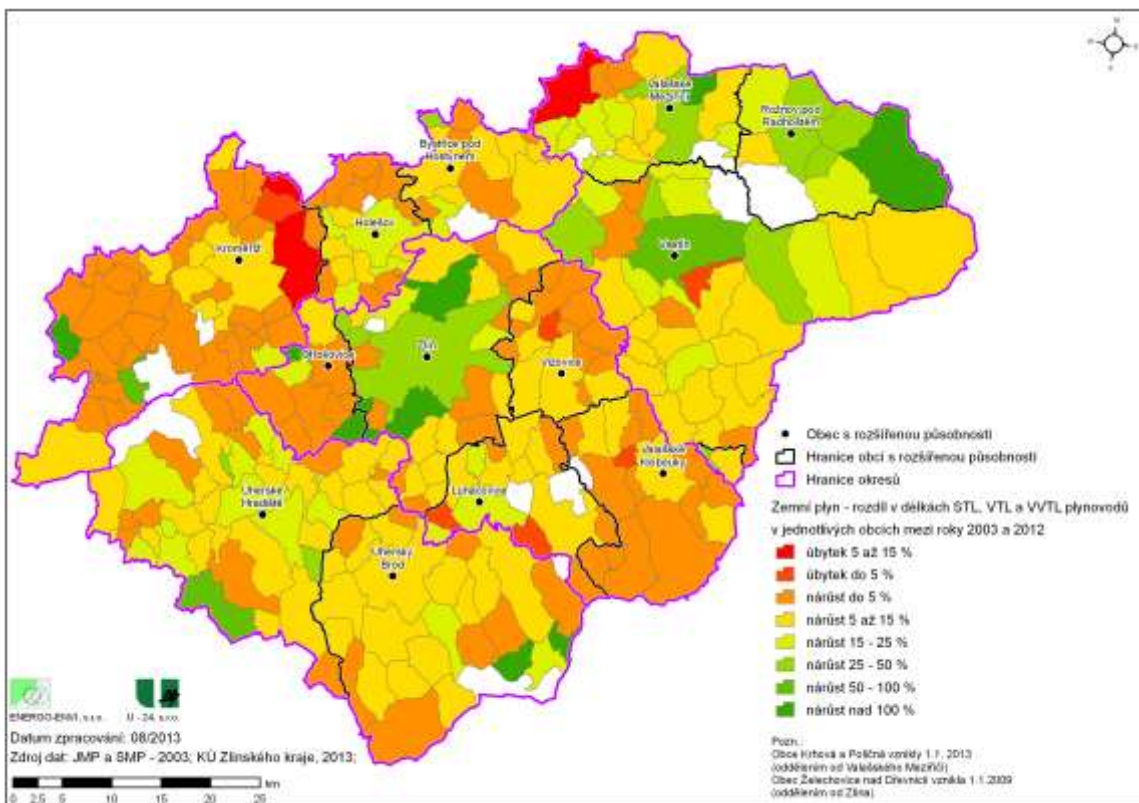 Valašské
Meziříčí
Rožnov pod
Radhoštěm
Bystřice pod
Hostýnem
Holešov
Kroměříž
Vsetín
Otrokovice
Zlín
Vizovice
Valašské
Klobouky
Luhačovice
Uherské
Hradiště
Uherský
Brod
Obec s rozšířenou působností
Hranice obcí s rozšířenou působností
Hranice okresů
Zemní plyn - rozdíl v délkách STL, VTL a VVTL plynovodů
v jednotlivých obcích mezi roky 2003 a 2012
úbytek 5 až 15 %
úbytek do 5 %
nárůst do 5 %
nárůst 5 až 15 %
nárůst 15 - 25 %
nárůst 25 - 50 %
nárůst 50 - 100 %
nárůst nad 100 %
ENERGO-ENVI, s.r.o. U - 24, s.r.o.
Datum zpracování: 08/2013
Zdroj dat: JMP a SMP - 2003; KÚ Zlínského kraje, 2013;
0 2,5 5 10 15 20 25 km
Pozn.:
Obce Krhová a Poličná vznikly 1.1. 2013
(oddělením od Valašského Meziříčí)
Obec Želechovice nad Dřevnicí vznikla 1.1.2009
(oddělením od Zlína)